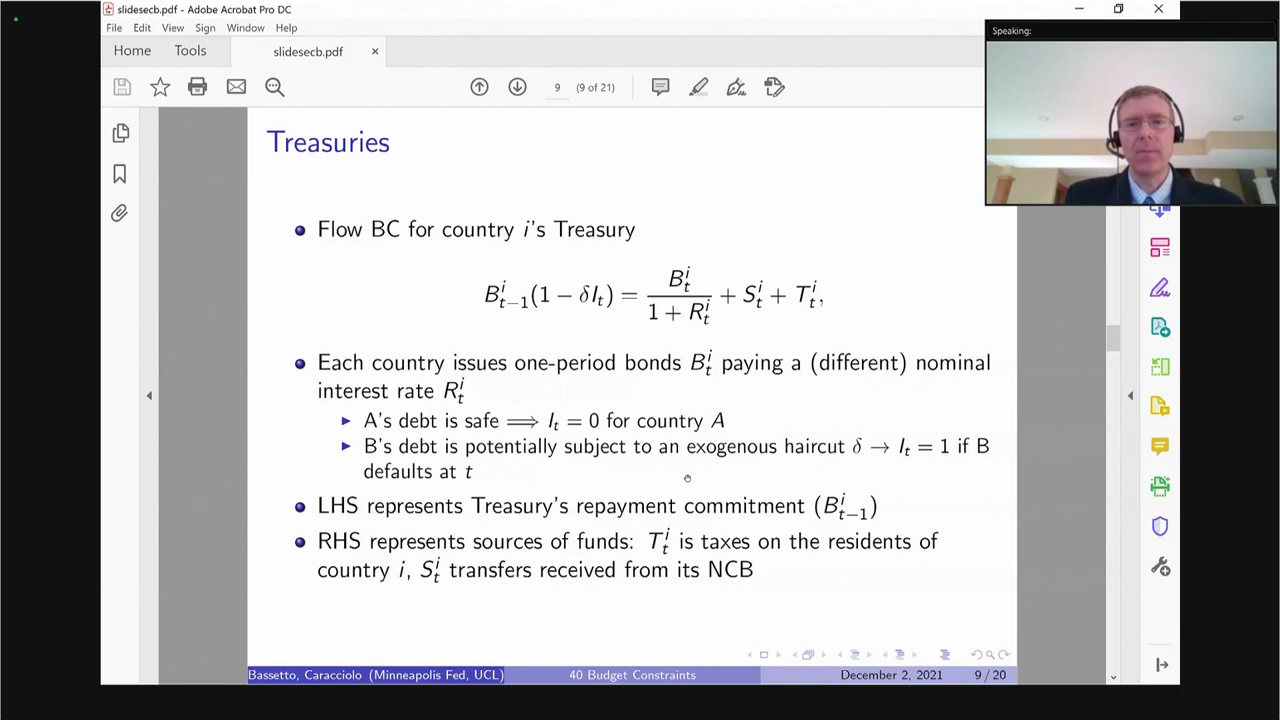 slidesecb.pdf - Adobe Acrobat Pro DC
File Edit View Sign Window Help
Home Tools slidesecb.pdf ×
9 (9 of 21)
Speaking:
Treasuries
Flow BC for country i's Treasury
B^i_{t−1}(1 − δI_t) = B^i_t / (1 + R^i_t) + S^i_t + T^i_t,
Each country issues one-period bonds B^i_t paying a (different) nominal
interest rate R^i_t
A's debt is safe ⟹ I_t = 0 for country A
B's debt is potentially subject to an exogenous haircut δ → I_t = 1 if B
defaults at t
LHS represents Treasury's repayment commitment (B^i_{t−1})
RHS represents sources of funds: T^i_t is taxes on the residents of
country i, S^i_t transfers received from its NCB
Bassetto, Caracciolo (Minneapolis Fed, UCL) 40 Budget Constraints December 2, 2021 9 / 20